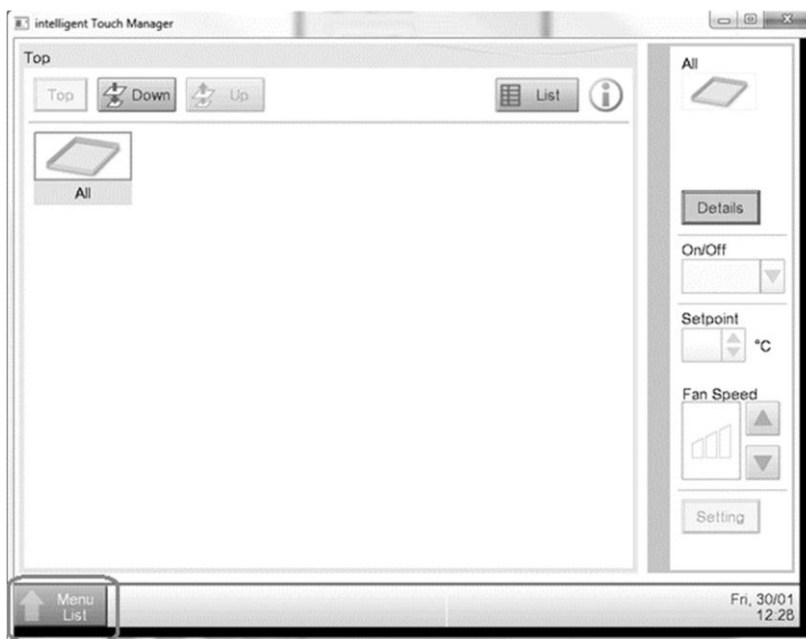 intelligent Touch Manager
Top
Top
Down
Up
List
All
All
Details
On/Off
Setpoint
°C
Fan Speed
Setting
Menu
List
Fri, 30/01
12:28